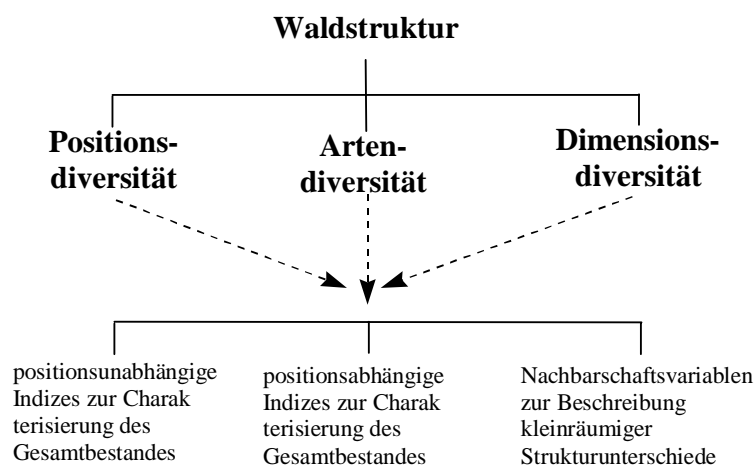 Waldstruktur
Positions-
diversität
Arten-
diversität
Dimensions-
diversität
positionsunabhängige
Indizes zur Charak
terisierung des
Gesamtbestandes
positionsabhängige
Indizes zur Charak
terisierung des
Gesamtbestandes
Nachbarschaftsvariablen
zur Beschreibung
kleinräumiger
Strukturunterschiede